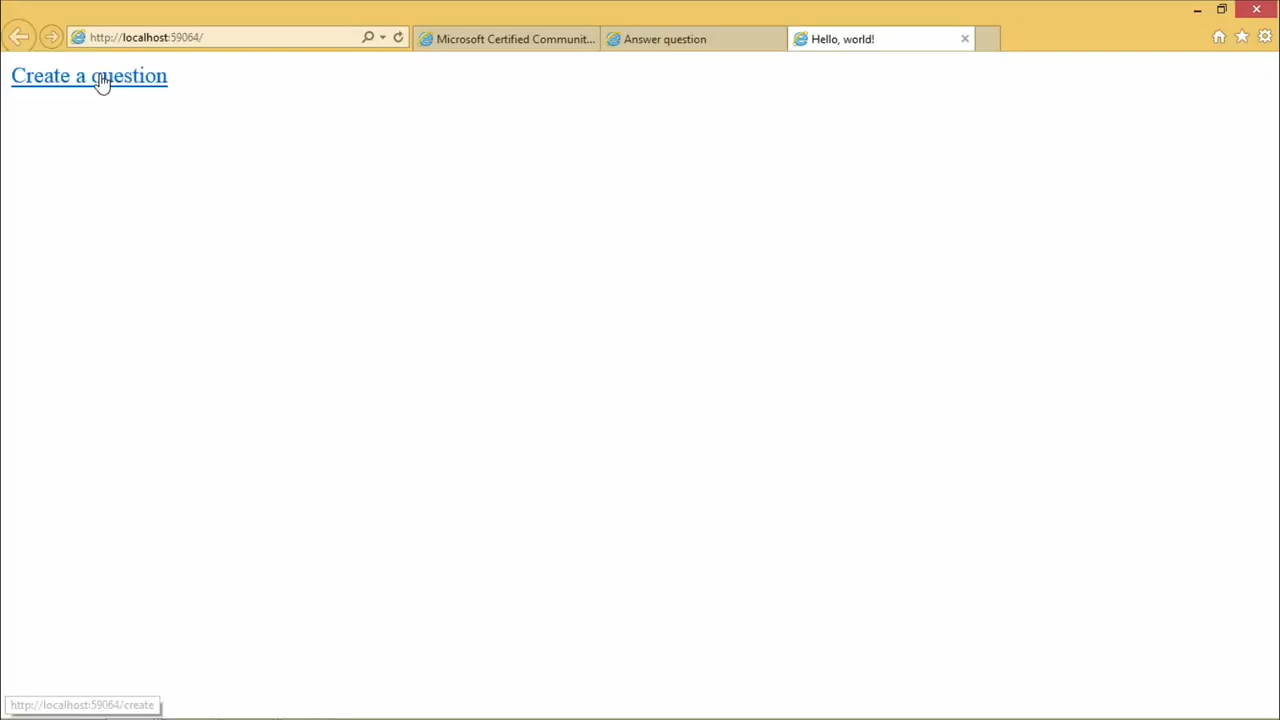 http://localhost:59064/
Microsoft Certified Communit...
Answer question
Hello, world!
Create a question
http://localhost:59064/create